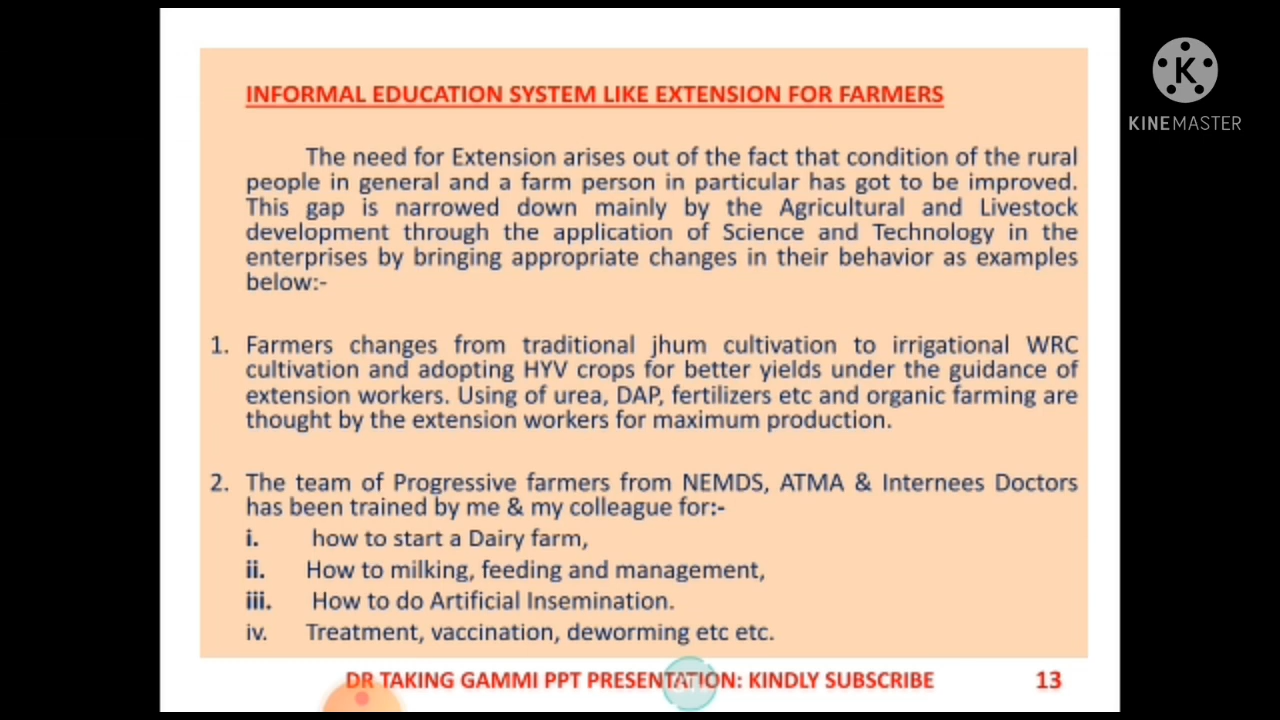 INFORMAL EDUCATION SYSTEM LIKE EXTENSION FOR FARMERS
K
KINEMASTER
The need for Extension arises out of the fact that condition of the rural
people in general and a farm person in particular has got to be improved.
This gap is narrowed down mainly by the Agricultural and Livestock
development through the application of Science and Technology in the
enterprises by bringing appropriate changes in their behavior as examples
below:-
1. Farmers changes from traditional jhum cultivation to irrigational WRC
cultivation and adopting HYV crops for better yields under the guidance of
extension workers. Using of urea, DAP, fertilizers etc and organic farming are
thought by the extension workers for maximum production.
2. The team of Progressive farmers from NEMDS, ATMA & Internees Doctors
has been trained by me & my colleague for:-
i. how to start a Dairy farm,
ii. How to milking, feeding and management,
iii. How to do Artificial Insemination.
iv. Treatment, vaccination, deworming etc etc.
DR TAKING GAMMI PPT PRESENTATION: KINDLY SUBSCRIBE 13